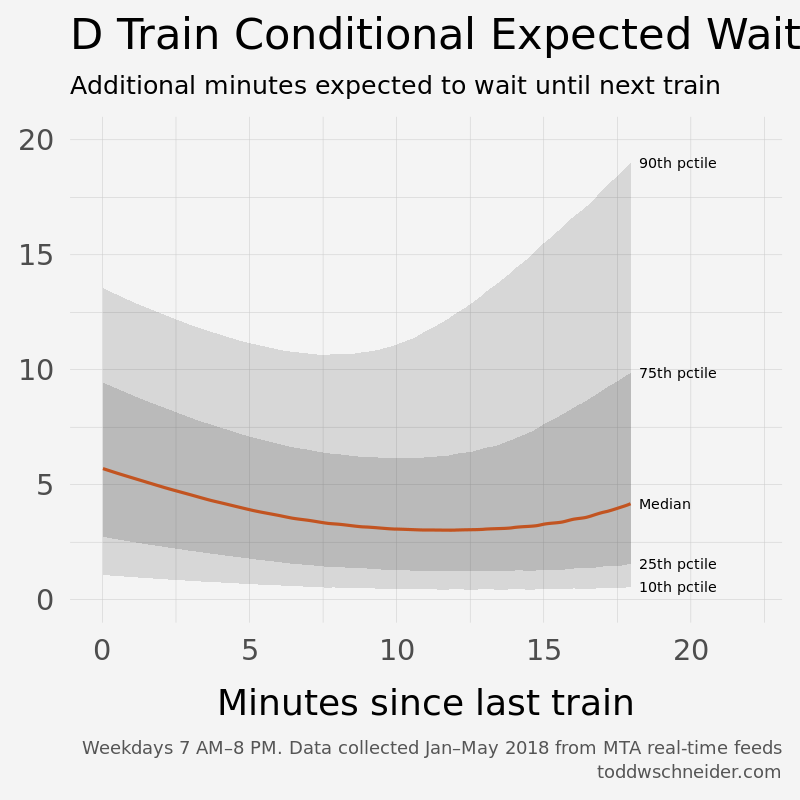 D Train Conditional Expected Wait
Additional minutes expected to wait until next train
20
15
10
5
0
90th pctile
75th pctile
Median
25th pctile
10th pctile
0 5 10 15 20
Minutes since last train
Weekdays 7 AM–8 PM. Data collected Jan–May 2018 from MTA real-time feeds
toddwschneider.com